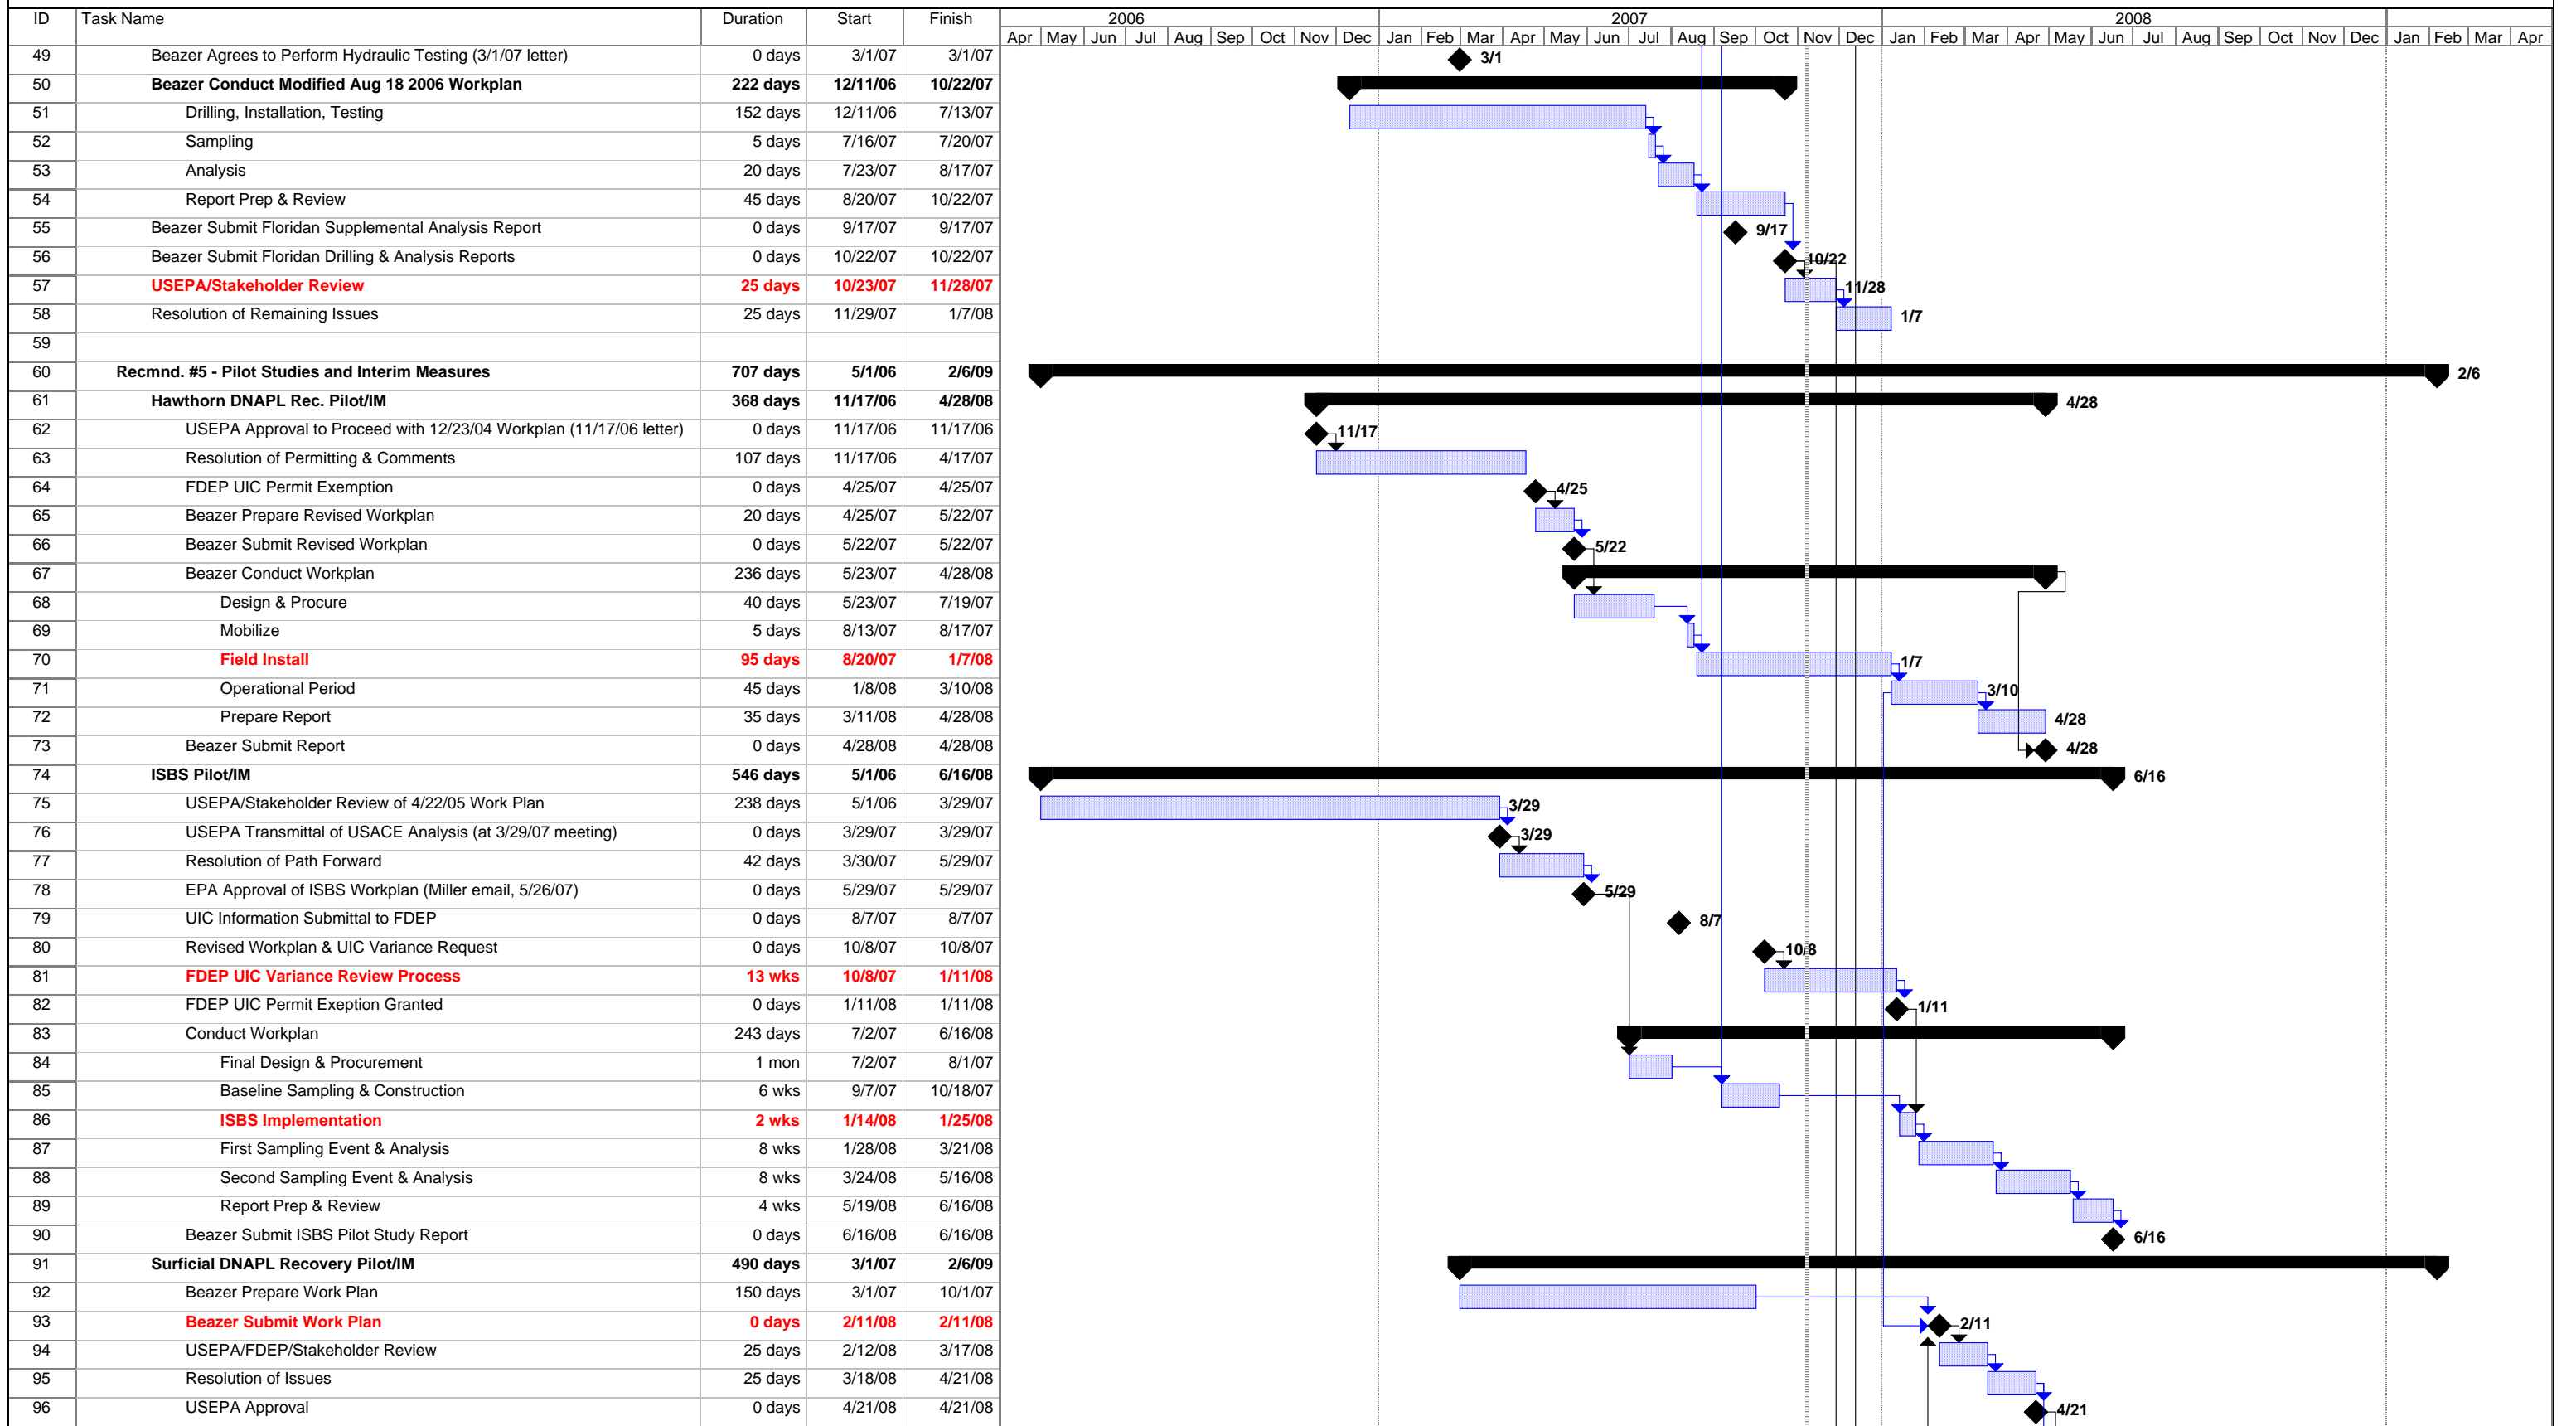 ID Task Name Duration Start Finish 2006 2007 2008
Apr May Jun Jul Aug Sep Oct Nov Dec Jan Feb Mar Apr May Jun Jul Aug Sep Oct Nov Dec Jan Feb Mar Apr May Jun Jul Aug Sep Oct Nov Dec Jan Feb Mar Apr
49 Beazer Agrees to Perform Hydraulic Testing (3/1/07 letter) 0 days 3/1/07 3/1/07 3/1
50 Beazer Conduct Modified Aug 18 2006 Workplan 222 days 12/11/06 10/22/07
51 Drilling, Installation, Testing 152 days 12/11/06 7/13/07
52 Sampling 5 days 7/16/07 7/20/07
53 Analysis 20 days 7/23/07 8/17/07
54 Report Prep & Review 45 days 8/20/07 10/22/07
55 Beazer Submit Floridan Supplemental Analysis Report 0 days 9/17/07 9/17/07 9/17
56 Beazer Submit Floridan Drilling & Analysis Reports 0 days 10/22/07 10/22/07 10/22
57 USEPA/Stakeholder Review 25 days 10/23/07 11/28/07 11/28
58 Resolution of Remaining Issues 25 days 11/29/07 1/7/08 1/7
59
60 Recmnd. #5 - Pilot Studies and Interim Measures 707 days 5/1/06 2/6/09 2/6
61 Hawthorn DNAPL Rec. Pilot/IM 368 days 11/17/06 4/28/08 4/28
62 USEPA Approval to Proceed with 12/23/04 Workplan (11/17/06 letter) 0 days 11/17/06 11/17/06 11/17
63 Resolution of Permitting & Comments 107 days 11/17/06 4/17/07
64 FDEP UIC Permit Exemption 0 days 4/25/07 4/25/07 4/25
65 Beazer Prepare Revised Workplan 20 days 4/25/07 5/22/07
66 Beazer Submit Revised Workplan 0 days 5/22/07 5/22/07 5/22
67 Beazer Conduct Workplan 236 days 5/23/07 4/28/08
68 Design & Procure 40 days 5/23/07 7/19/07
69 Mobilize 5 days 8/13/07 8/17/07
70 Field Install 95 days 8/20/07 1/7/08 1/7
71 Operational Period 45 days 1/8/08 3/10/08 3/10
72 Prepare Report 35 days 3/11/08 4/28/08 4/28
73 Beazer Submit Report 0 days 4/28/08 4/28/08 4/28
74 ISBS Pilot/IM 546 days 5/1/06 6/16/08 6/16
75 USEPA/Stakeholder Review of 4/22/05 Work Plan 238 days 5/1/06 3/29/07 3/29
76 USEPA Transmittal of USACE Analysis (at 3/29/07 meeting) 0 days 3/29/07 3/29/07 3/29
77 Resolution of Path Forward 42 days 3/30/07 5/29/07
78 EPA Approval of ISBS Workplan (Miller email, 5/26/07) 0 days 5/29/07 5/29/07 5/29
79 UIC Information Submittal to FDEP 0 days 8/7/07 8/7/07 8/7
80 Revised Workplan & UIC Variance Request 0 days 10/8/07 10/8/07 10/8
81 FDEP UIC Variance Review Process 13 wks 10/8/07 1/11/08
82 FDEP UIC Permit Exeption Granted 0 days 1/11/08 1/11/08 1/11
83 Conduct Workplan 243 days 7/2/07 6/16/08
84 Final Design & Procurement 1 mon 7/2/07 8/1/07
85 Baseline Sampling & Construction 6 wks 9/7/07 10/18/07
86 ISBS Implementation 2 wks 1/14/08 1/25/08
87 First Sampling Event & Analysis 8 wks 1/28/08 3/21/08
88 Second Sampling Event & Analysis 8 wks 3/24/08 5/16/08
89 Report Prep & Review 4 wks 5/19/08 6/16/08
90 Beazer Submit ISBS Pilot Study Report 0 days 6/16/08 6/16/08 6/16
91 Surficial DNAPL Recovery Pilot/IM 490 days 3/1/07 2/6/09
92 Beazer Prepare Work Plan 150 days 3/1/07 10/1/07
93 Beazer Submit Work Plan 0 days 2/11/08 2/11/08 2/11
94 USEPA/FDEP/Stakeholder Review 25 days 2/12/08 3/17/08
95 Resolution of Issues 25 days 3/18/08 4/21/08
96 USEPA Approval 0 days 4/21/08 4/21/08 4/21